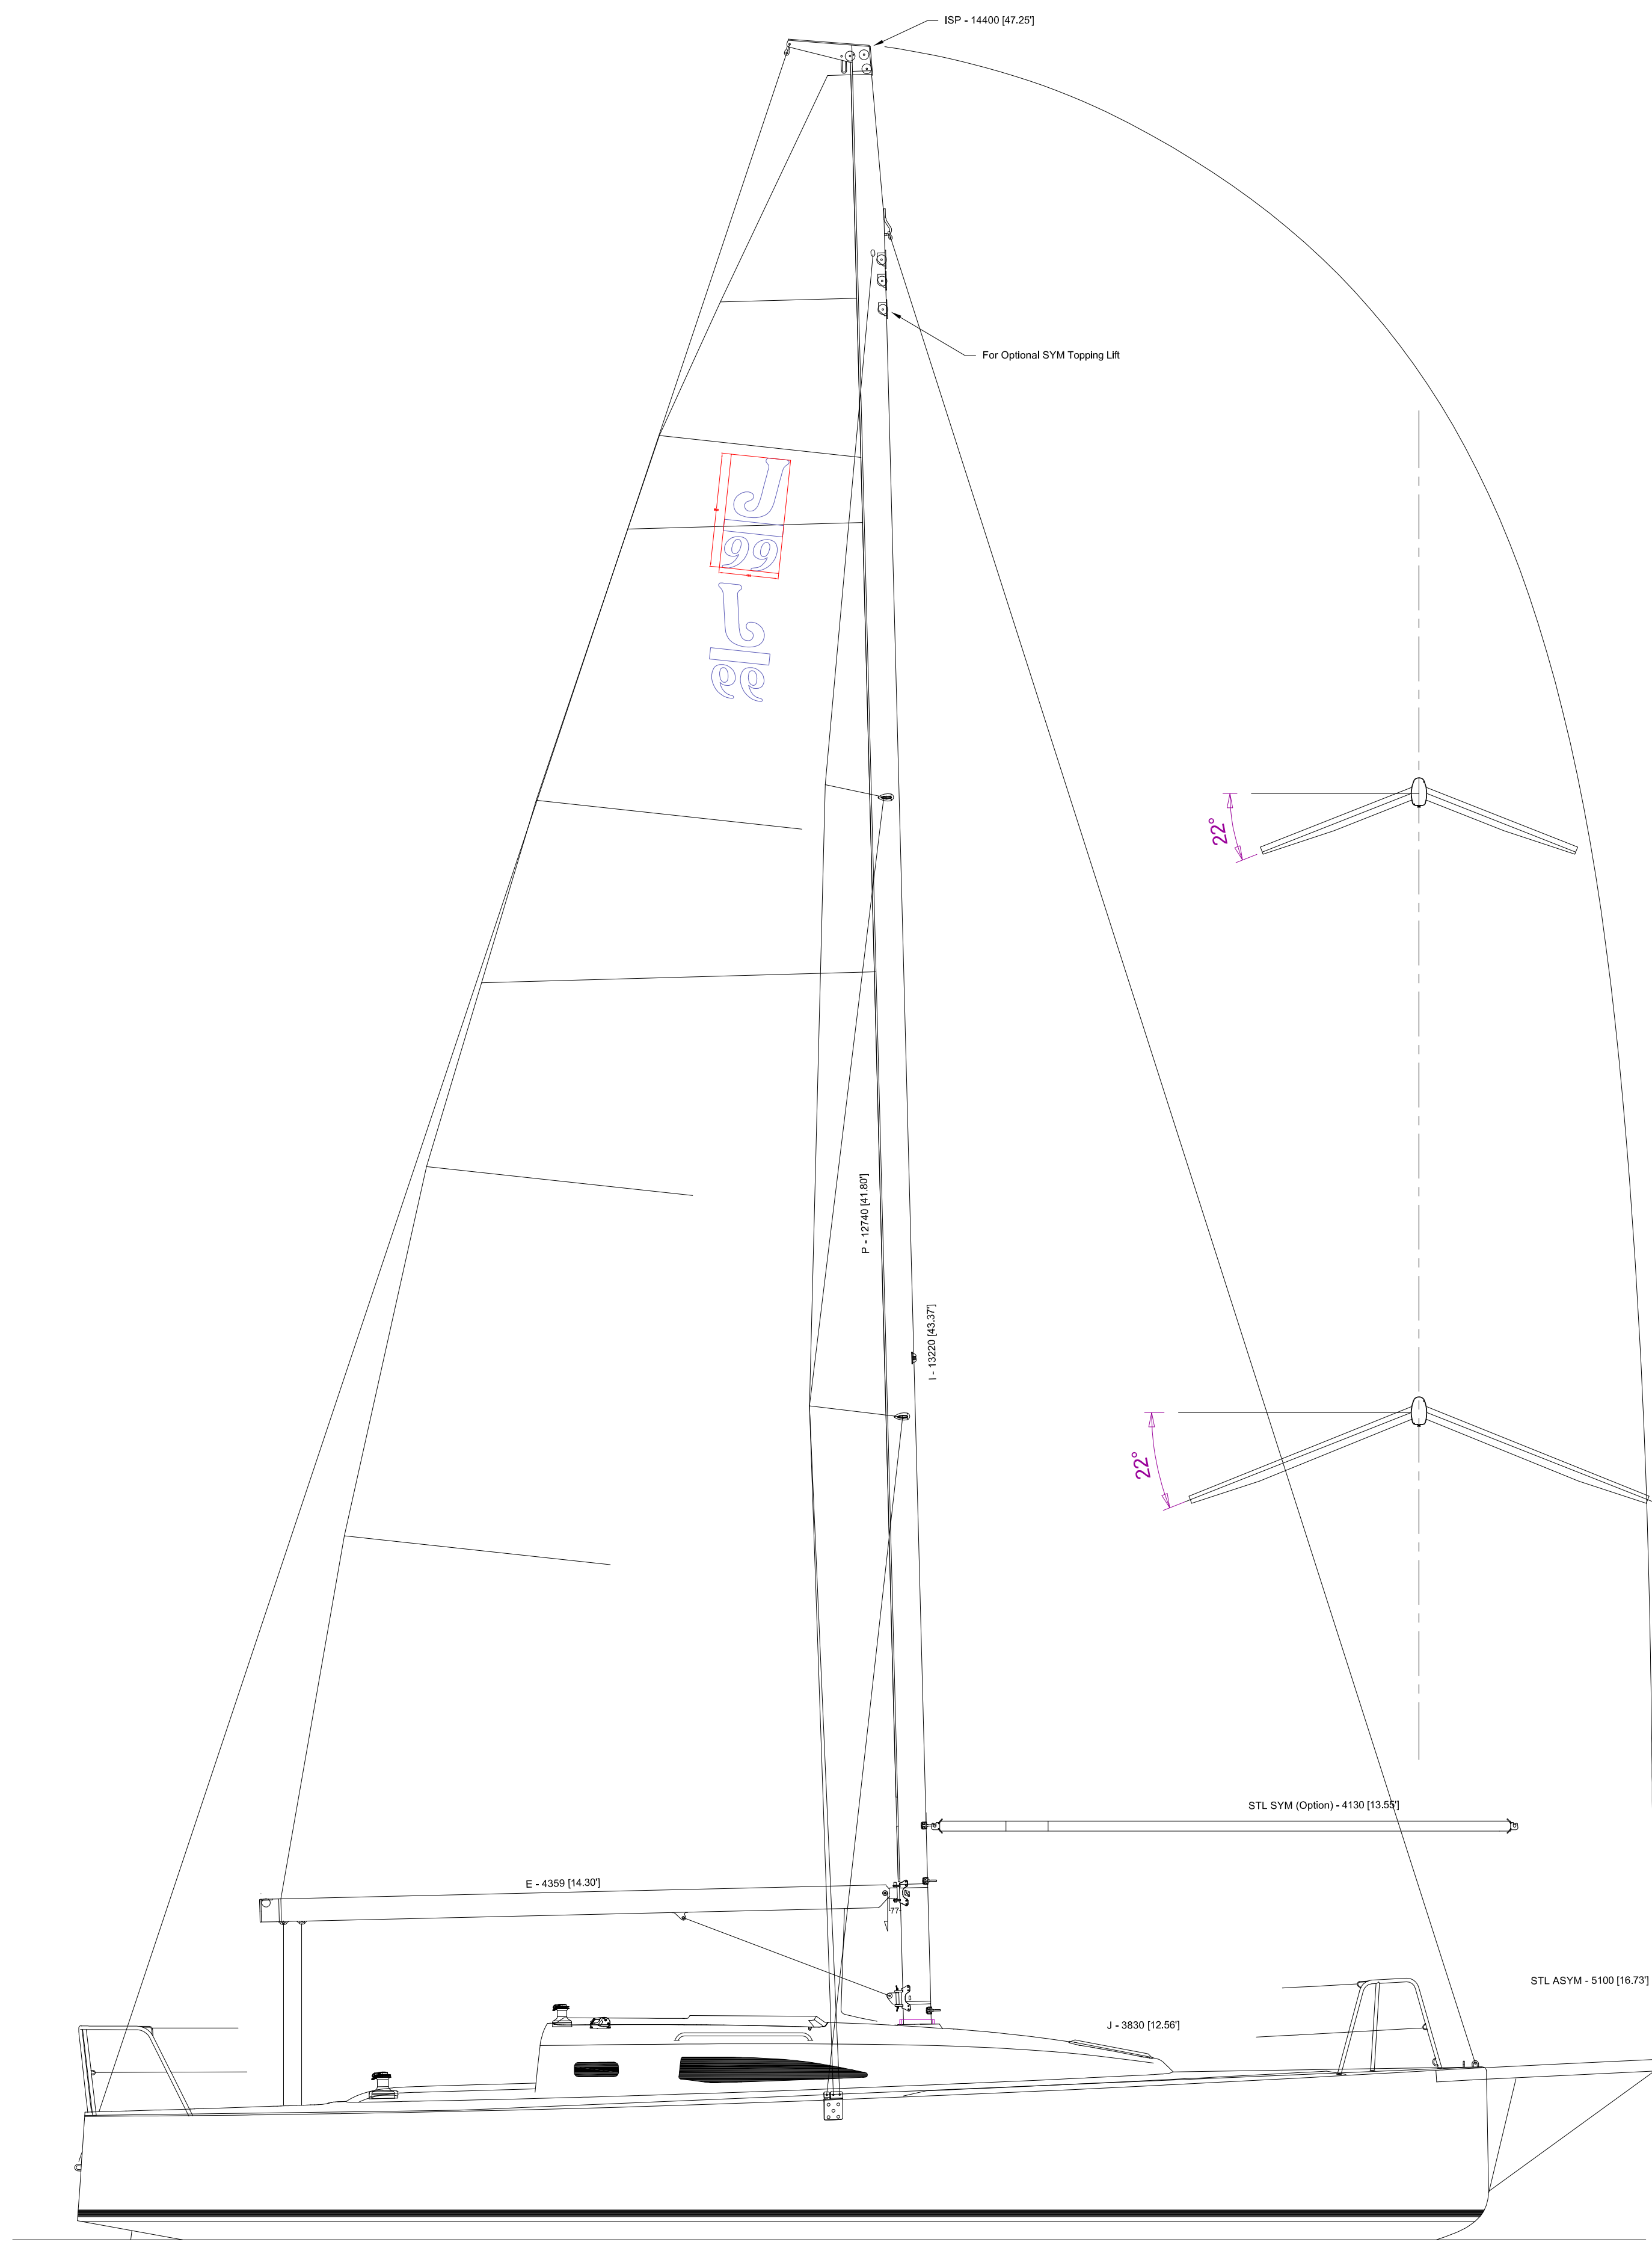 ISP - 14400 [47.25']
For Optional SYM Topping Lift
J
99
J
99
22°
P - 12740 [41.80']
I - 13220 [43.37']
22°
STL SYM (Option) - 4130 [13.55']
E - 4359 [14.30']
77
STL ASYM - 5100 [16.73']
J - 3830 [12.56']